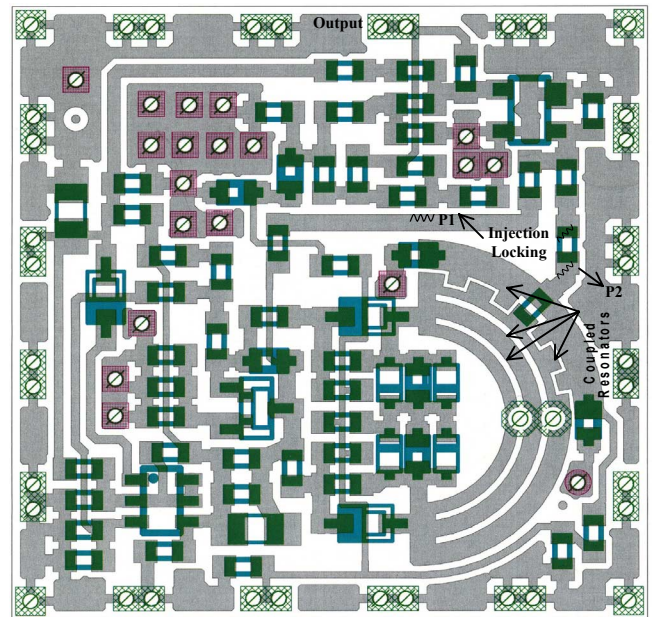 Output
P1
Injection
Locking
P2
Coupled
Resonators